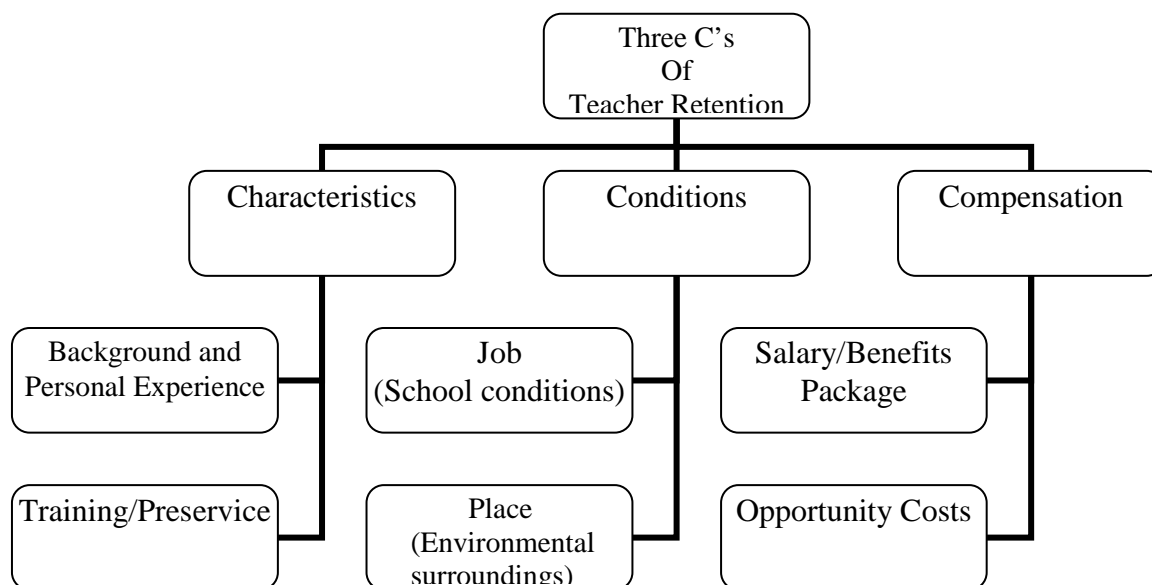 Three C’s
Of
Teacher Retention
Characteristics
Conditions
Compensation
Background and
Personal Experience
Job
(School conditions)
Salary/Benefits
Package
Training/Preservice
Place
(Environmental
surroundings)
Opportunity Costs